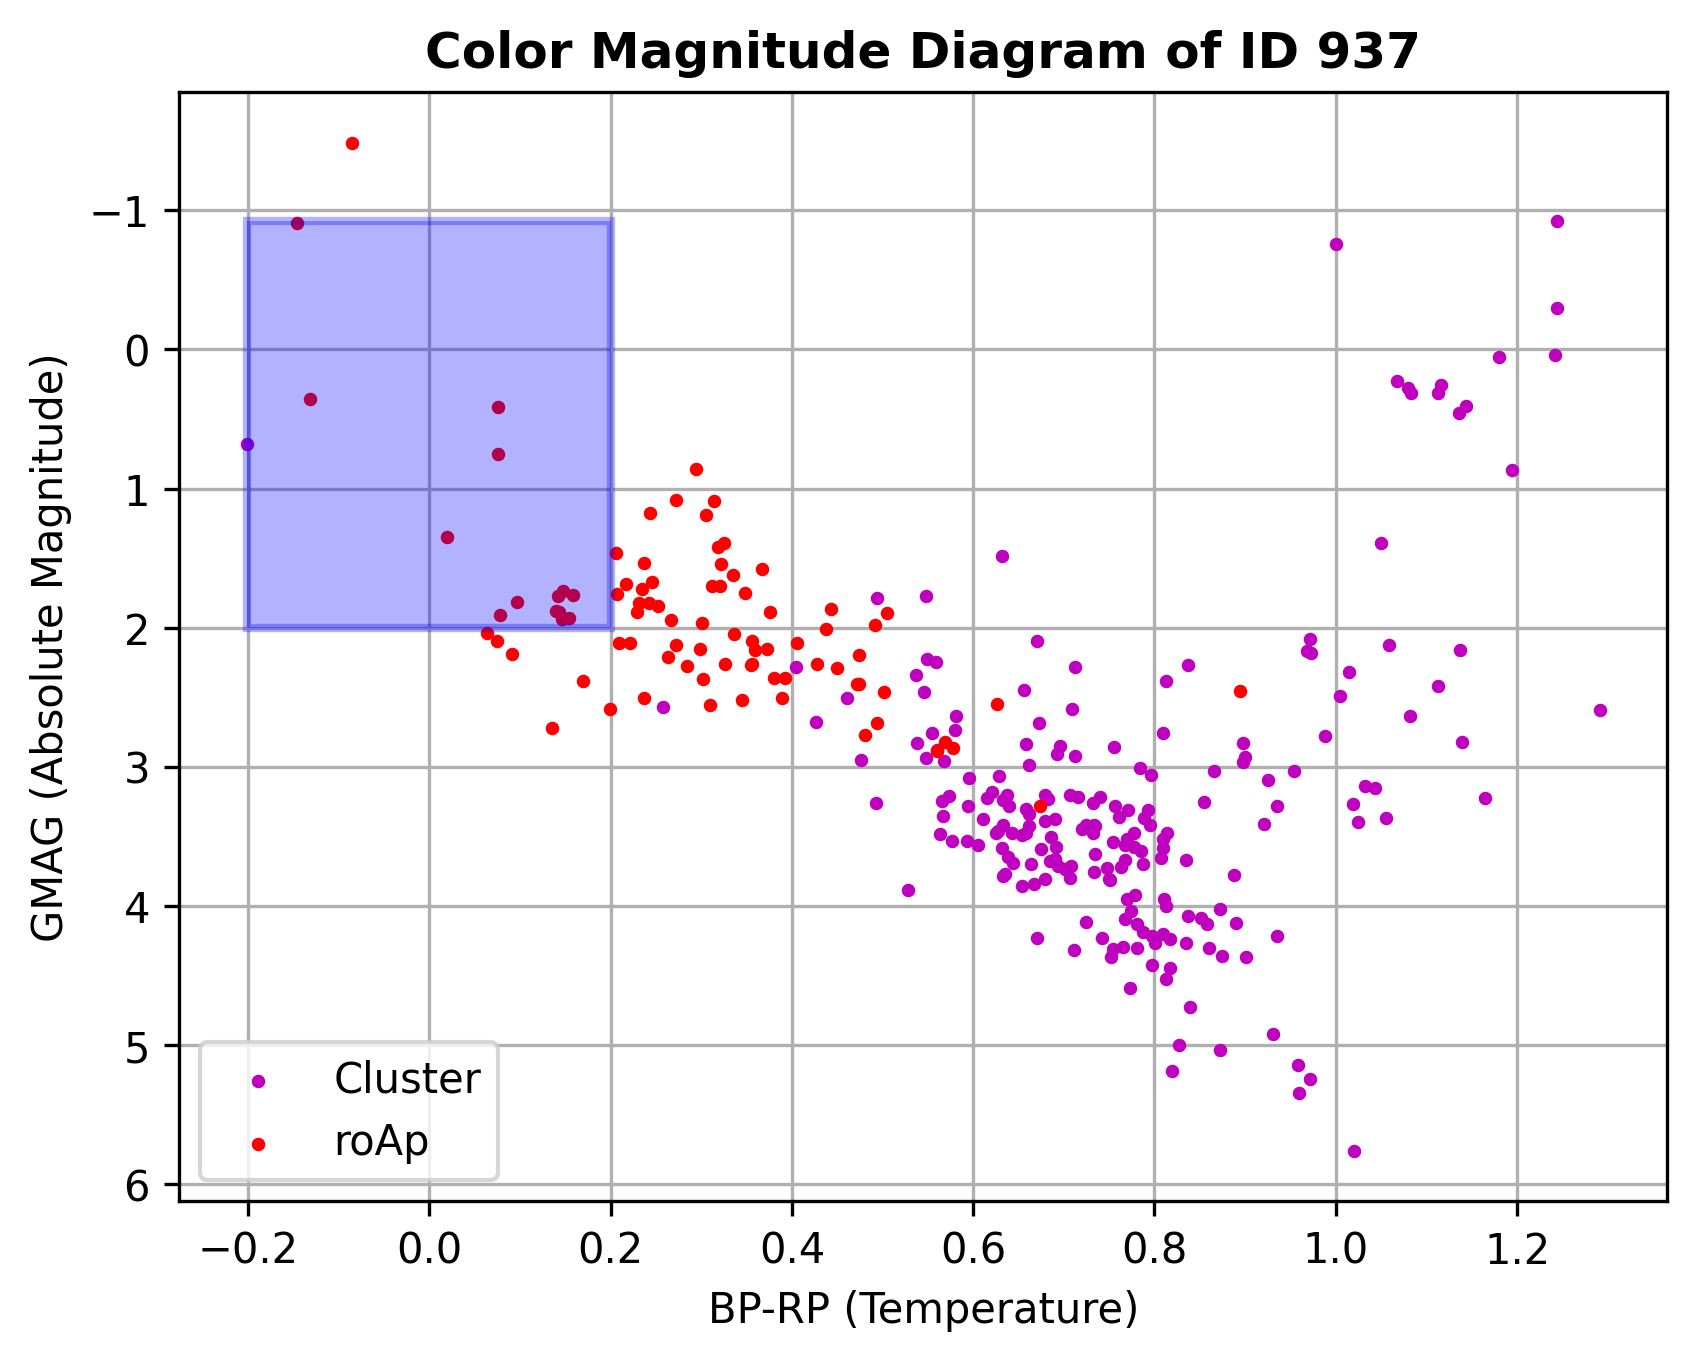 Color Magnitude Diagram of ID 937
GMAG (Absolute Magnitude)
−1
0
1
2
3
4
5
6
Cluster
roAp
−0.2 0.0 0.2 0.4 0.6 0.8 1.0 1.2
BP-RP (Temperature)